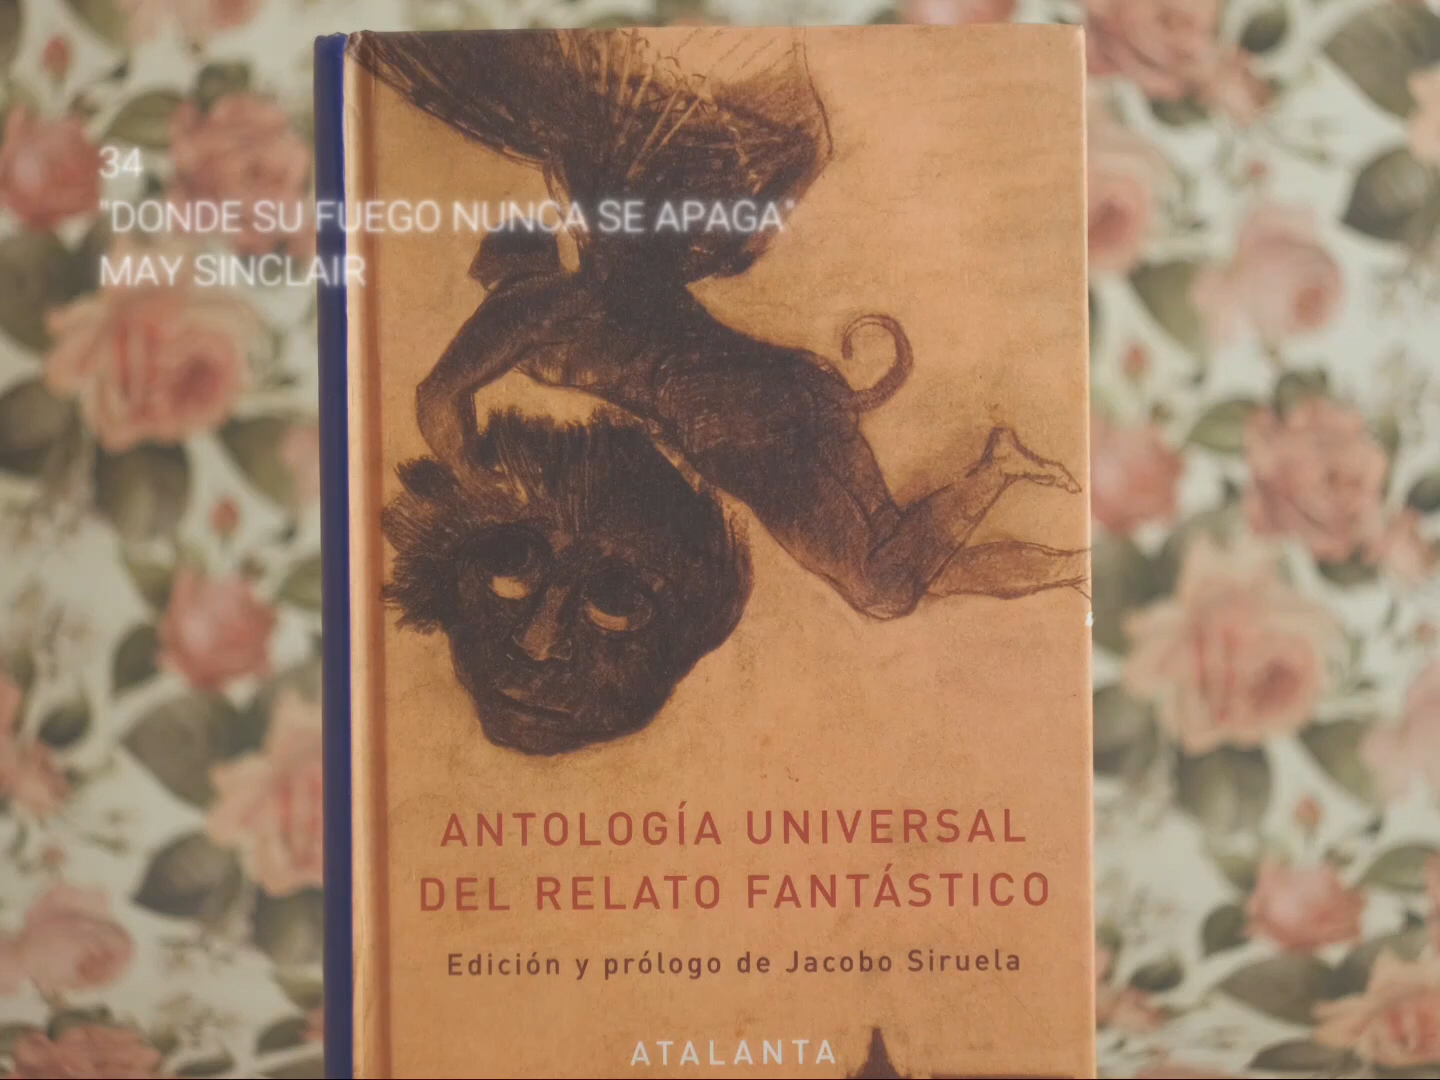 34
"DONDE SU FUEGO NUNCA SE APAGA"
MAY SINCLAIR
ANTOLOGÍA UNIVERSAL
DEL RELATO FANTÁSTICO
Edición y prólogo de Jacobo Siruela
ATALANTA